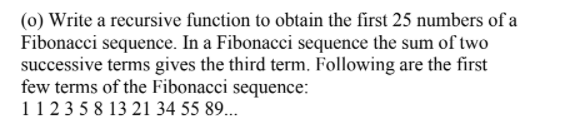 (o) Write a recursive function to obtain the first 25 numbers of a
Fibonacci sequence. In a Fibonacci sequence the sum of two
successive terms gives the third term. Following are the first
few terms of the Fibonacci sequence:
1 1 2 3 5 8 13 21 34 55 89...